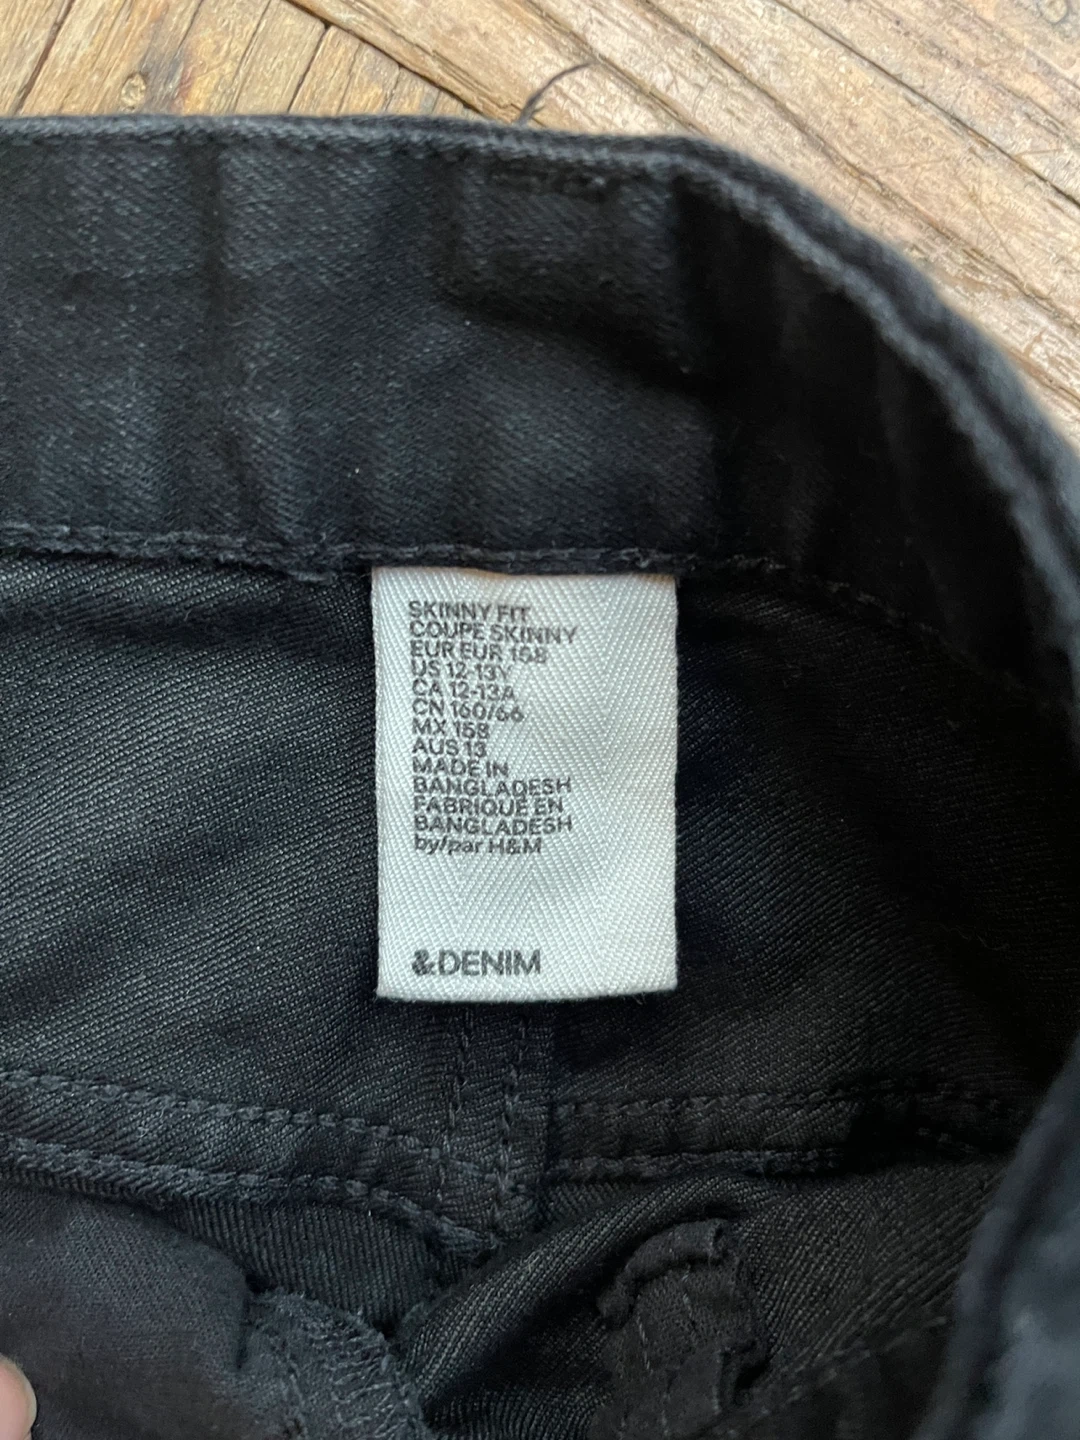 SKINNY FIT
COUPE SKINNY
EUR EUR 158
US 12-13Y
CA 12-13A
CN 160/66
MX 158
AUS 13
MADE IN
BANGLADESH
FABRIQUÉ EN
BANGLADESH
by/par H&M
&DENIM